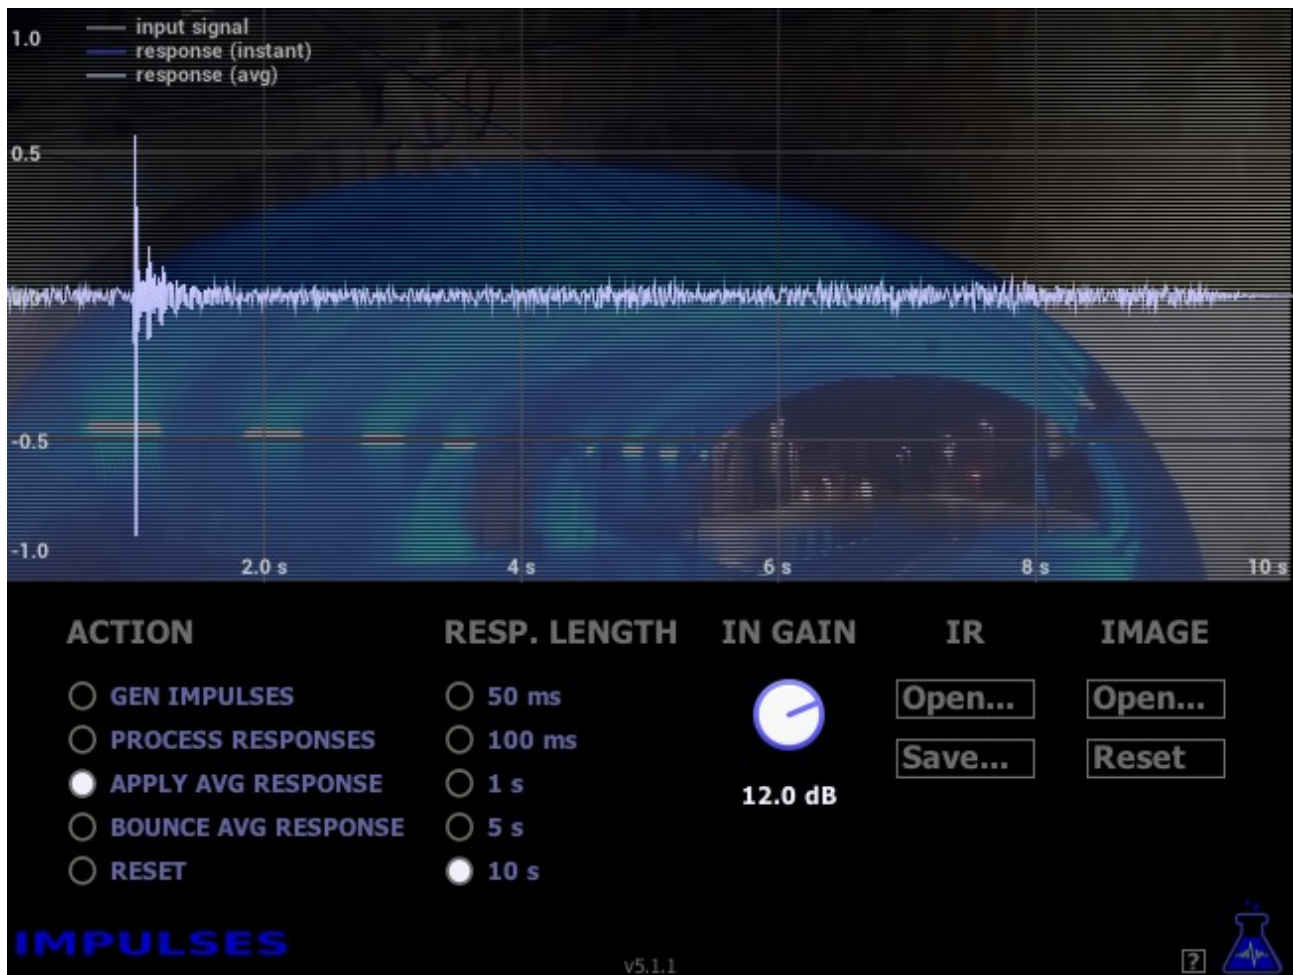 1.0
input signal
response (instant)
response (avg)
0.5
-0.5
-1.0
2.0 s
4 s
6 s
8 s
10 s
ACTION
GEN IMPULSES
PROCESS RESPONSES
APPLY AVG RESPONSE
BOUNCE AVG RESPONSE
RESET
RESP. LENGTH
50 ms
100 ms
1 s
5 s
10 s
IN GAIN
12.0 dB
IR
Open...
Save...
IMAGE
Open...
Reset
IMPULSES
v5.1.1
?